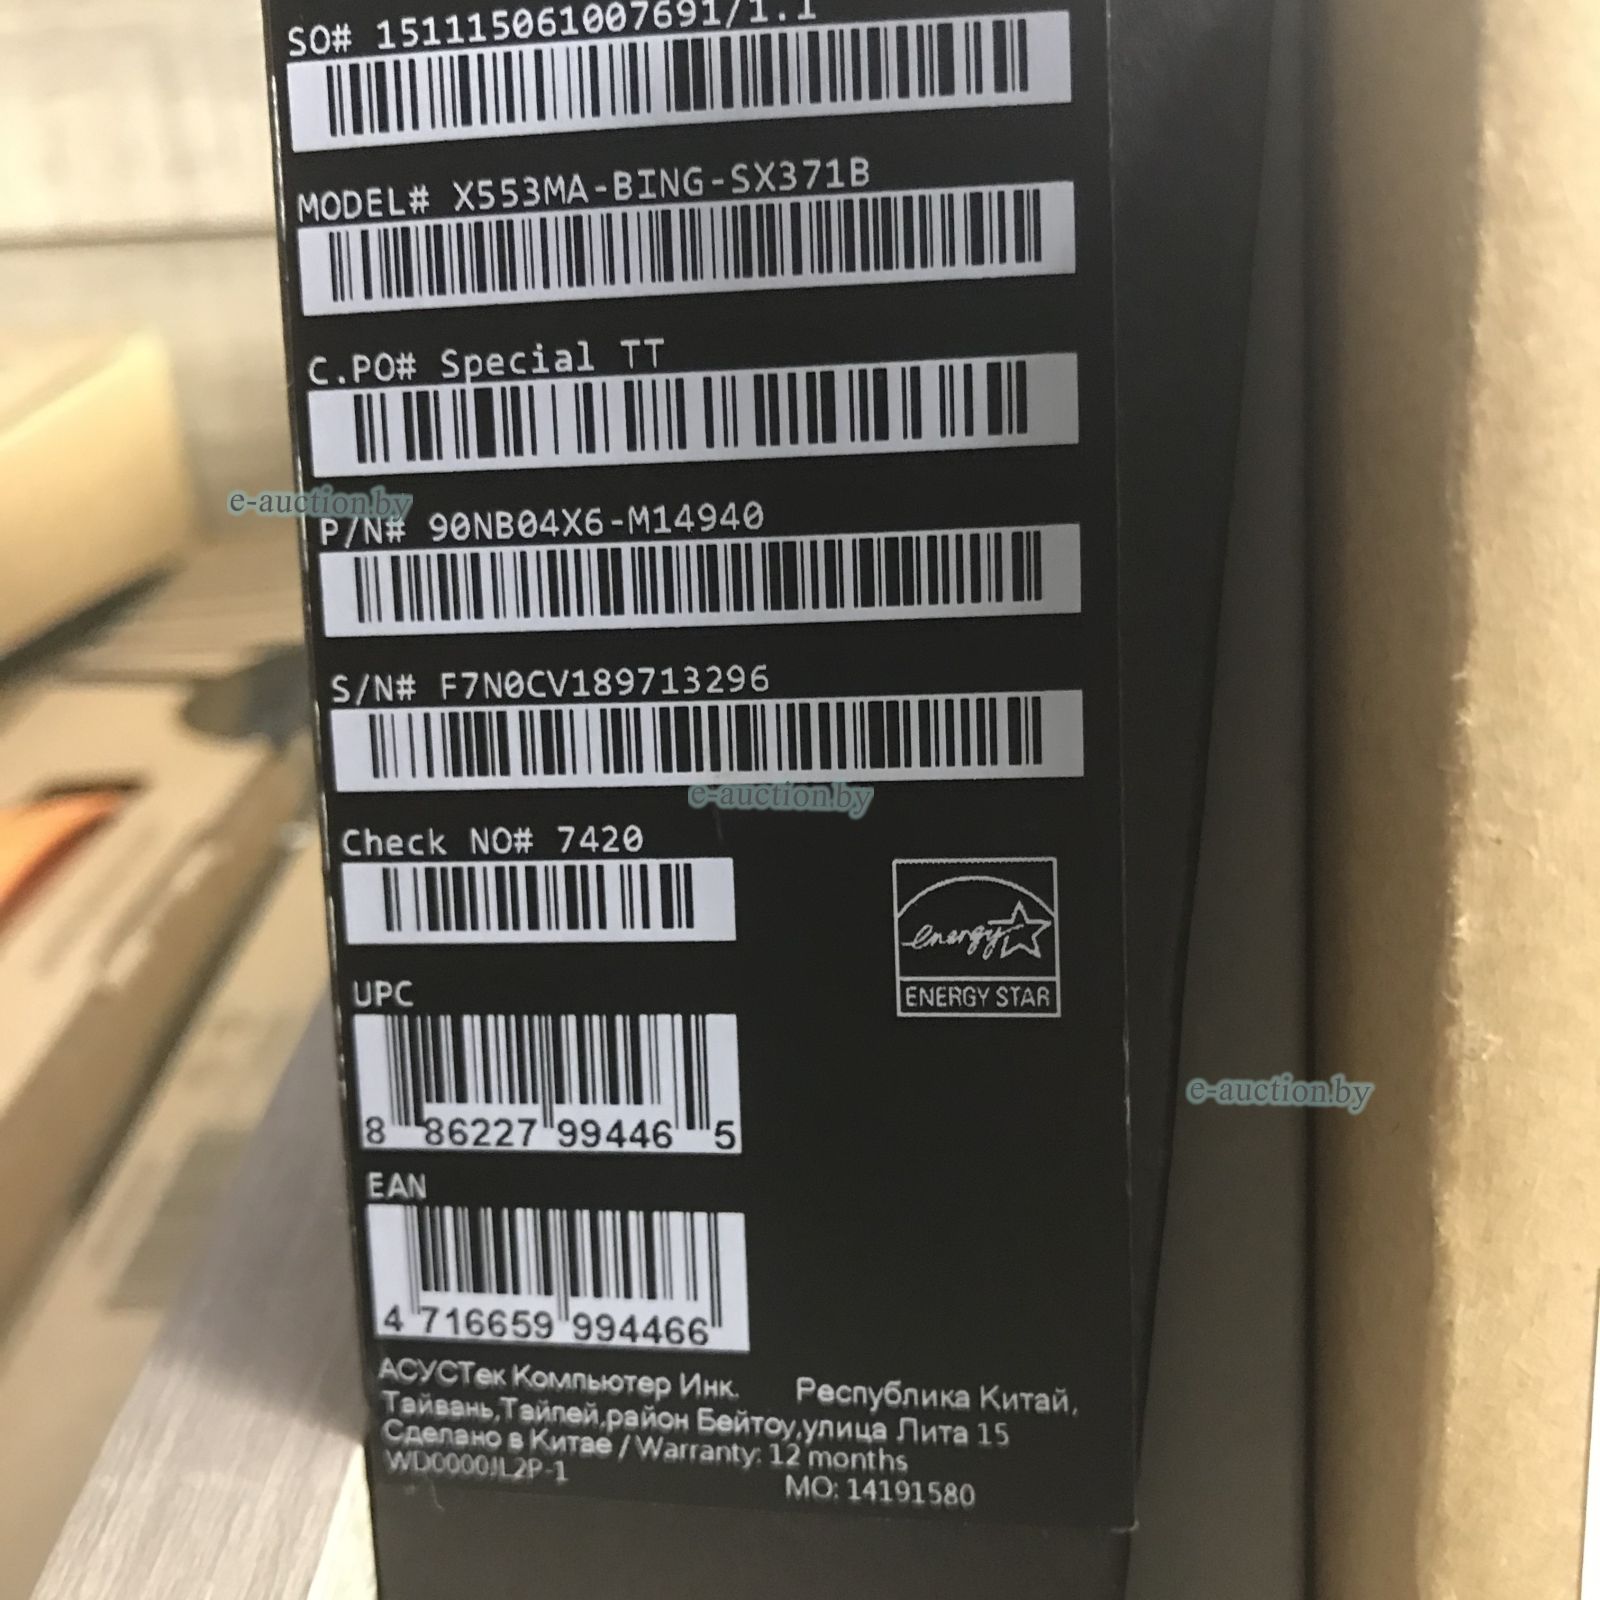 SO# 151115061007691/1.1
MODEL# X553MA-BING-SX371B
C.PO# Special TT
e-auction.by
P/N# 90NB04X6-M14940
S/N# F7N0CV189713296
e-auction.by
Check NO# 7420
energy
ENERGY STAR
UPC
e-auction.by
8 86227 99446 5
EAN
4 716659 994466
АСУСТек Компьютер Инк. Республика Китай,
Тайвань,Тайпей,район Бейтоу,улица Лита 15
Сделано в Китае / Warranty: 12 months
WD0000JL2P-1
MO: 14191580